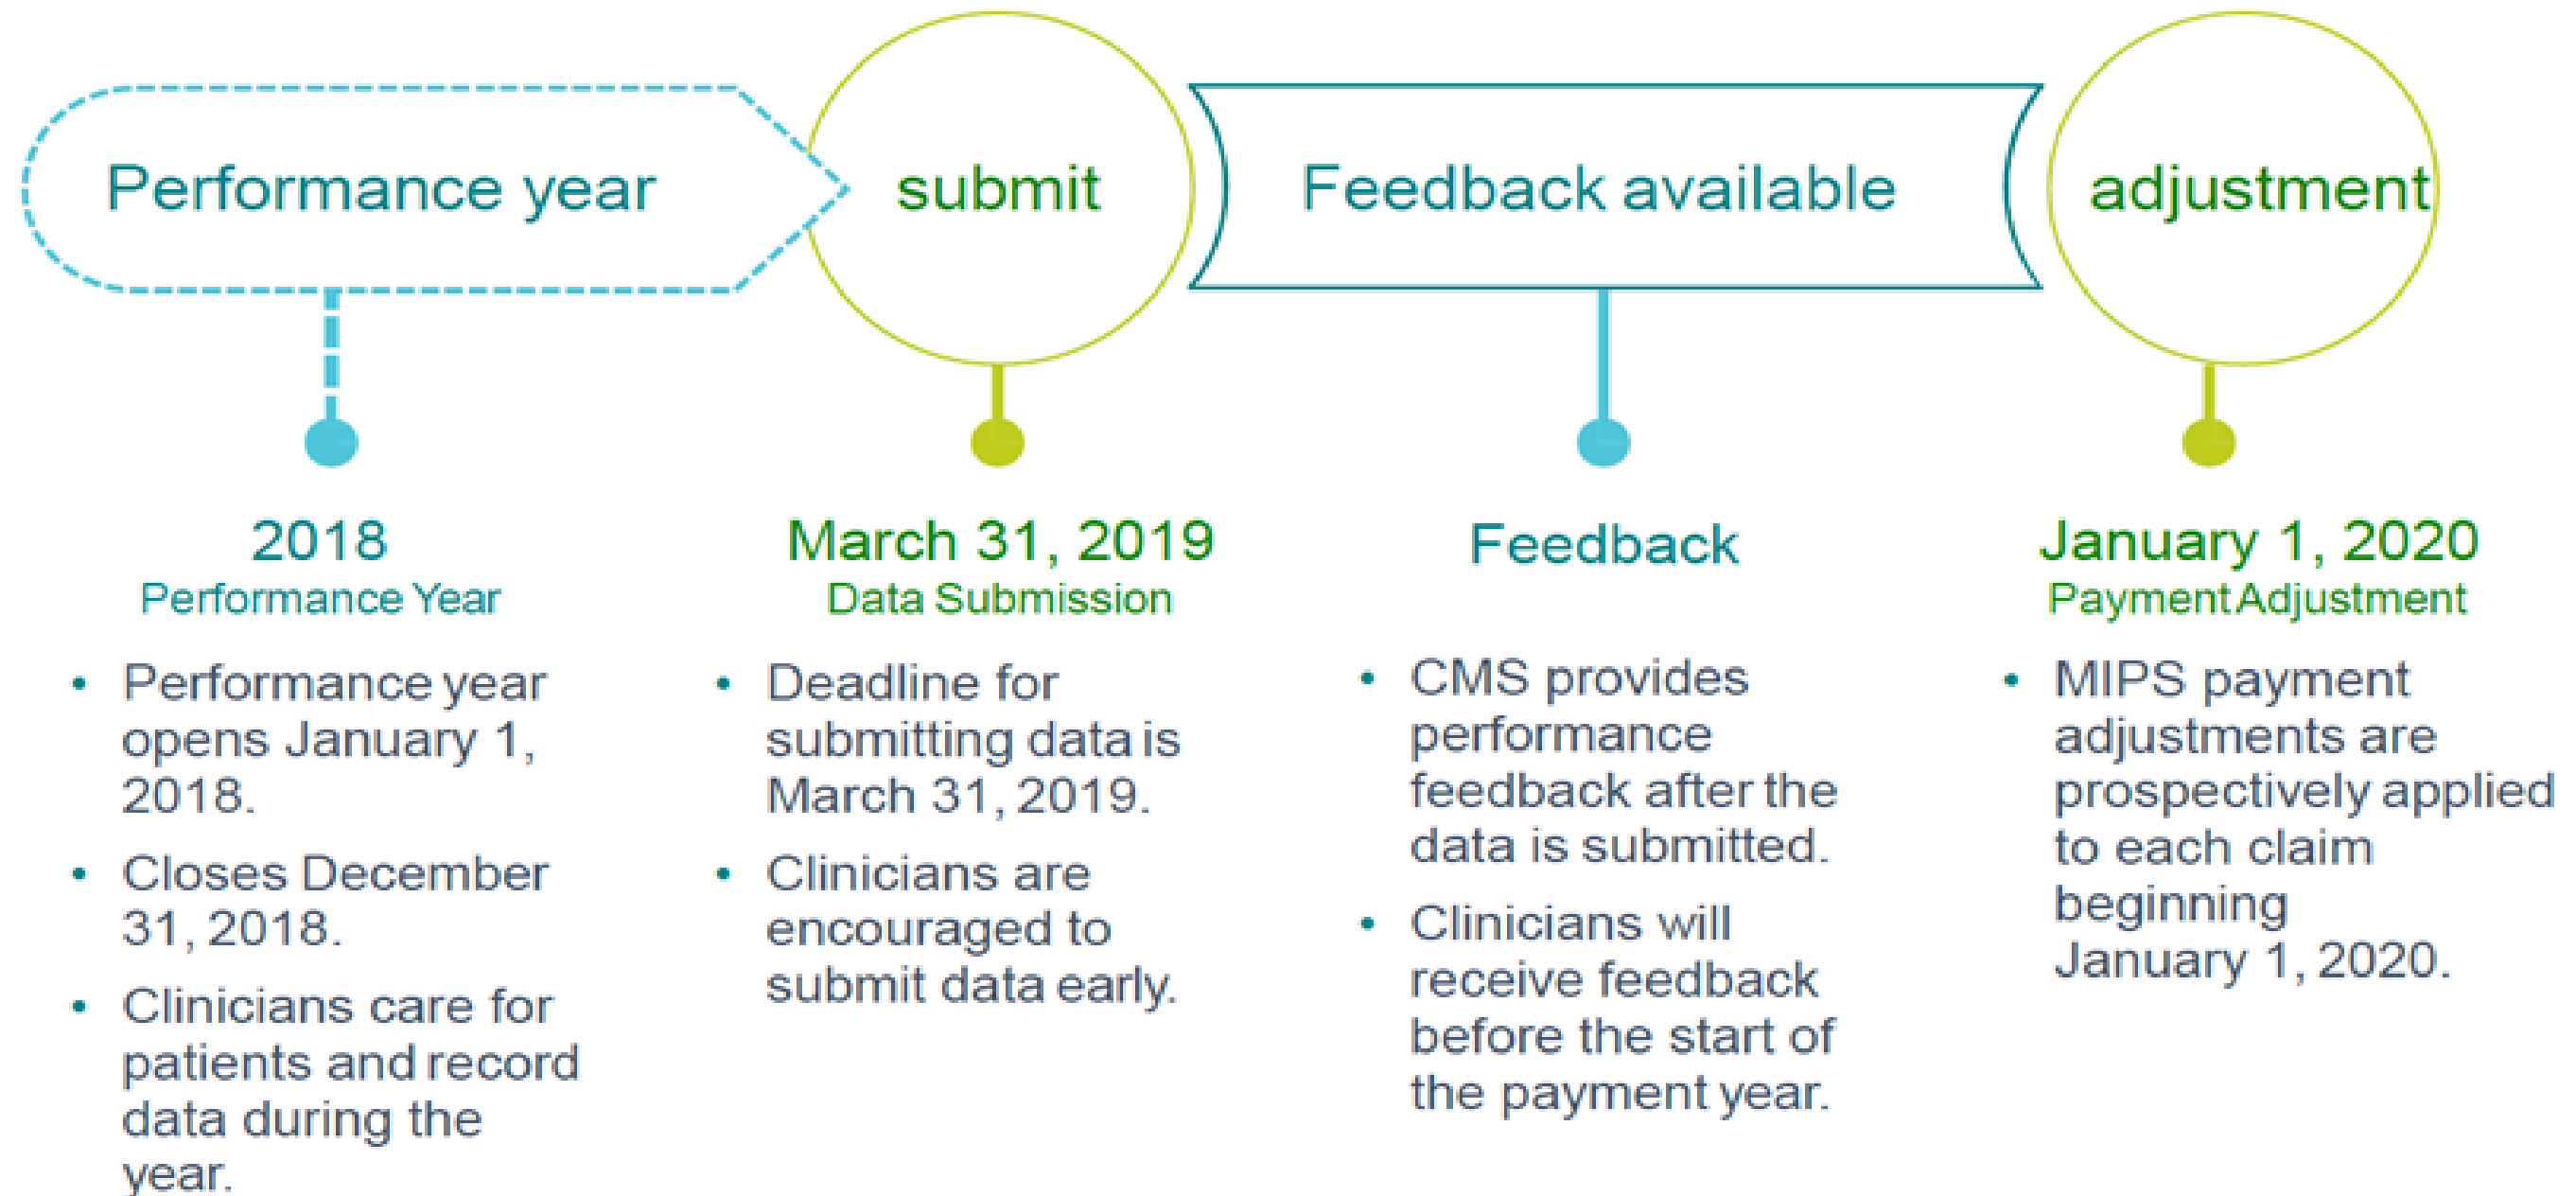 Performance year
submit
Feedback available
adjustment
2018
Performance Year
• Performance year
opens January 1,
2018.
• Closes December
31, 2018.
• Clinicians care for
patients and record
data during the
year.
March 31, 2019
Data Submission
• Deadline for
submitting data is
March 31, 2019.
• Clinicians are
encouraged to
submit data early.
Feedback
• CMS provides
performance
feedback after the
data is submitted.
• Clinicians will
receive feedback
before the start of
the payment year.
January 1, 2020
Payment Adjustment
• MIPS payment
adjustments are
prospectively applied
to each claim
beginning
January 1, 2020.